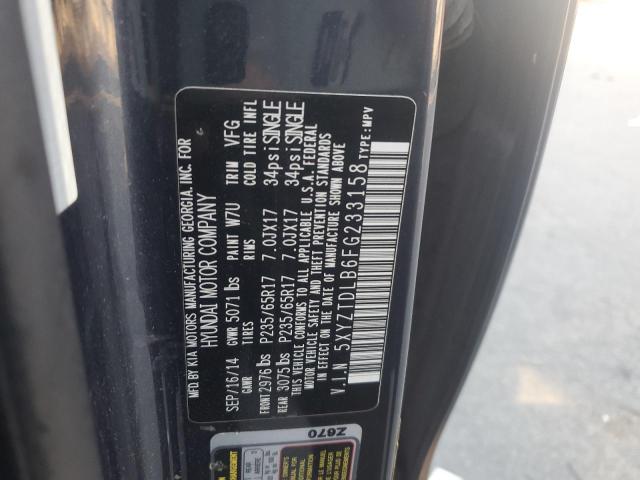 MFD.BY KIA MOTORS MANUFACTURING GEORGIA, INC. FOR
HYUNDAI MOTOR COMPANY
SEP/16/14 GVWR 5071 lbs PAINT W7U TRIM VFG
GAWR TIRES RIMS COLD TIRE INFL
FRONT 2976 lbs P235/65R17 7.0JX17 34psi SINGLE
REAR 3075 lbs P235/65R17 7.0JX17 34psi SINGLE
THIS VEHICLE CONFORMS TO ALL APPLICABLE U.S.A. FEDERAL
MOTOR VEHICLE SAFETY, BUMPER, AND THEFT PREVENTION STANDARDS
IN EFFECT ON THE DATE OF MANUFACTURE SHOWN ABOVE
V.I.N 5XYZTDLB6FG233158 TYPE:MPV
Z670